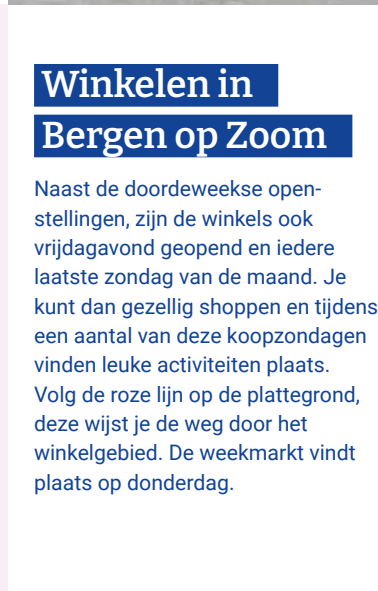 Winkelen in
Bergen op Zoom
Naast de doordeweekse open-
stellingen, zijn de winkels ook
vrijdagavond geopend en iedere
laatste zondag van de maand. Je
kunt dan gezellig shoppen en tijdens
een aantal van deze koopzondagen
vinden leuke activiteiten plaats.
Volg de roze lijn op de plattegrond,
deze wijst je de weg door het
winkelgebied. De weekmarkt vindt
plaats op donderdag.